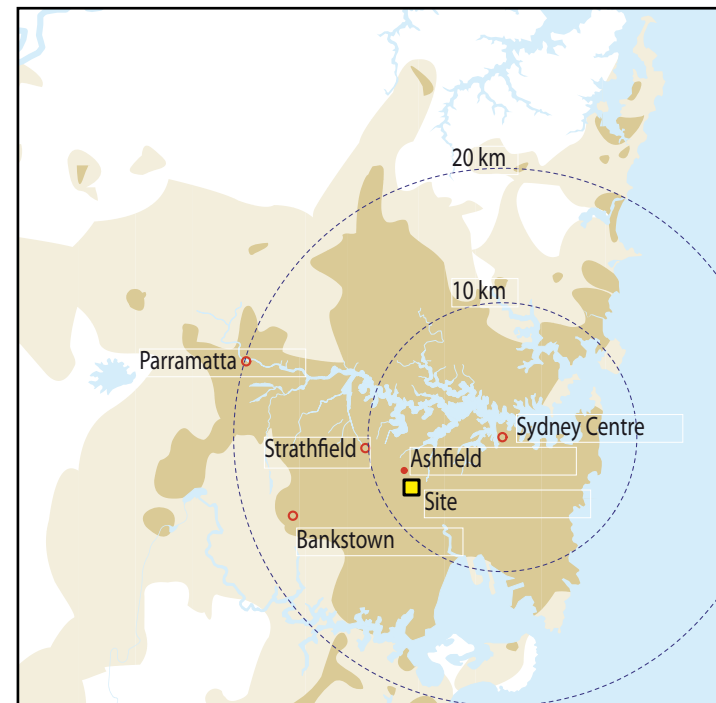 20 km
10 km
Parramatta
Sydney Centre
Strathfield
Ashfield
Site
Bankstown